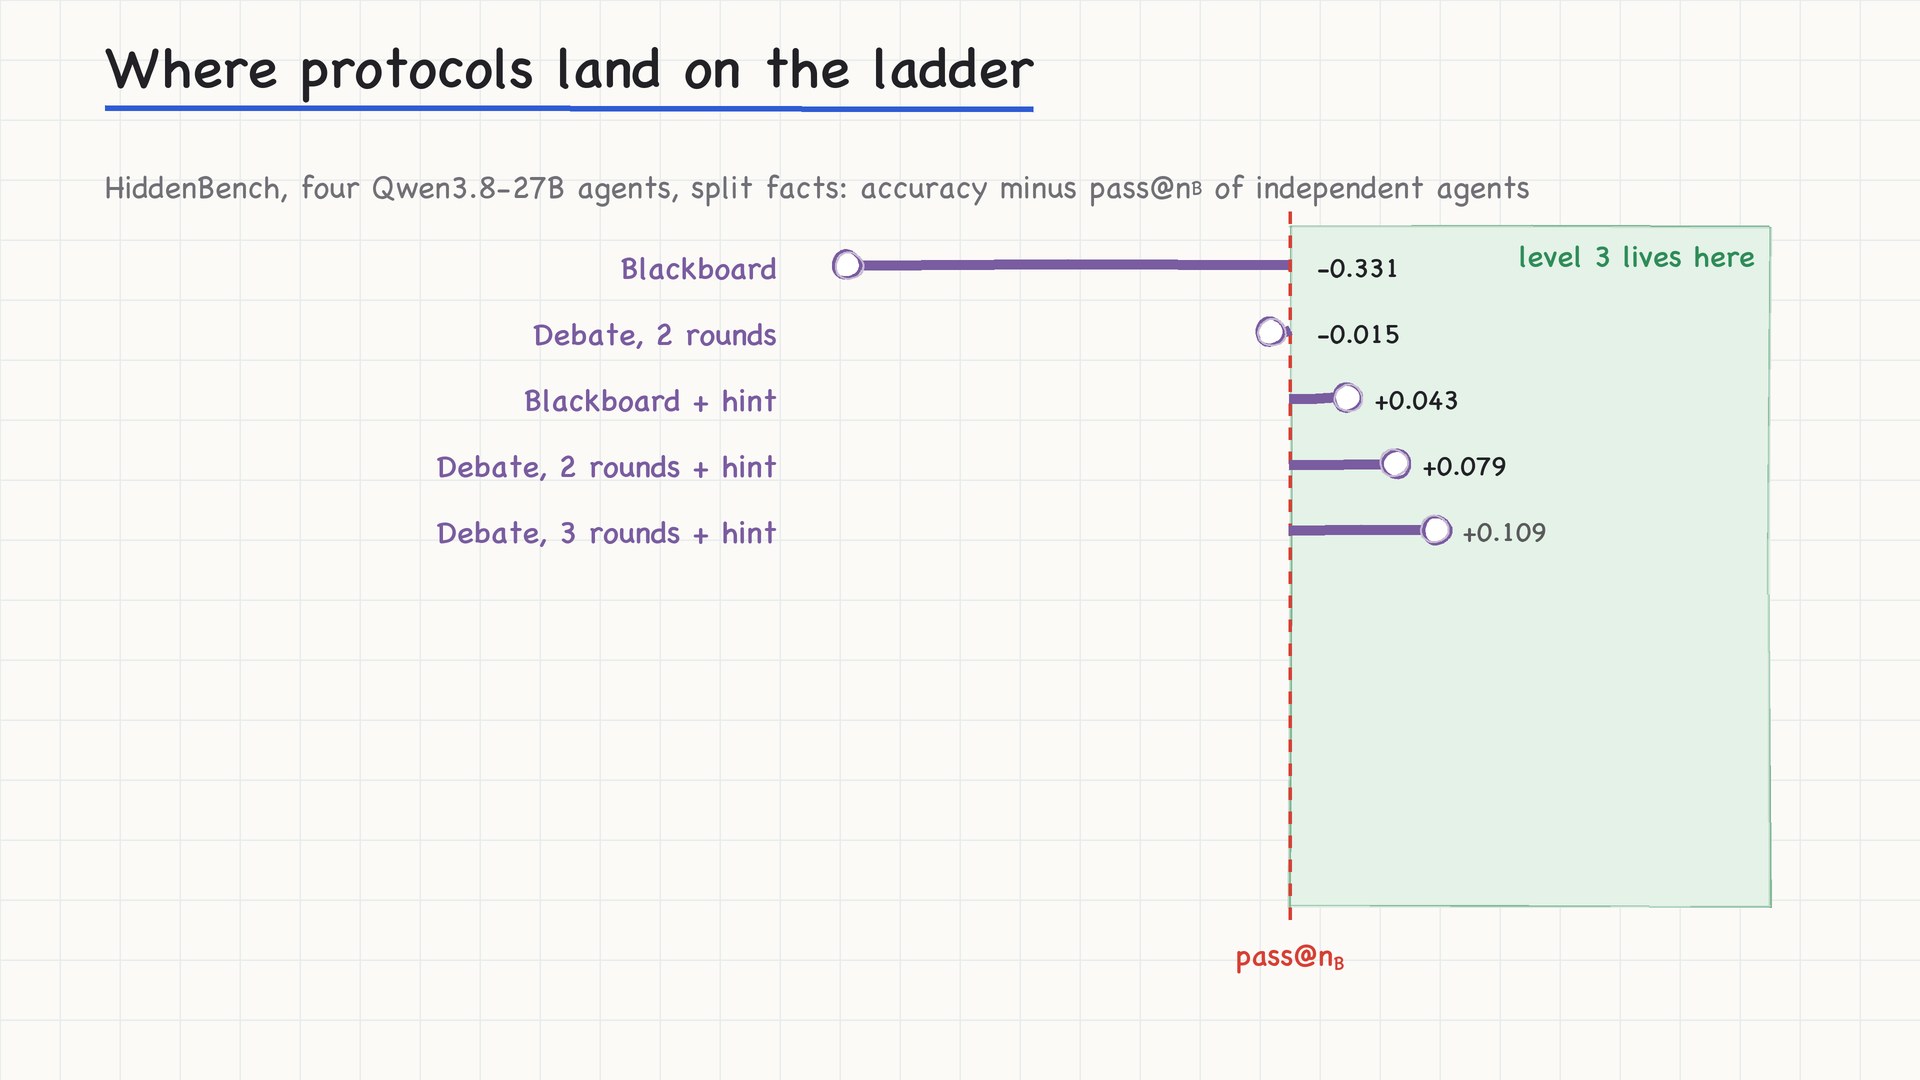 Where protocols land on the ladder
HiddenBench, four Qwen3.8-27B agents, split facts: accuracy minus pass@nB of independent agents
level 3 lives here
Blackboard -0.331
Debate, 2 rounds -0.015
Blackboard + hint +0.043
Debate, 2 rounds + hint +0.079
Debate, 3 rounds + hint +0.109
pass@nB